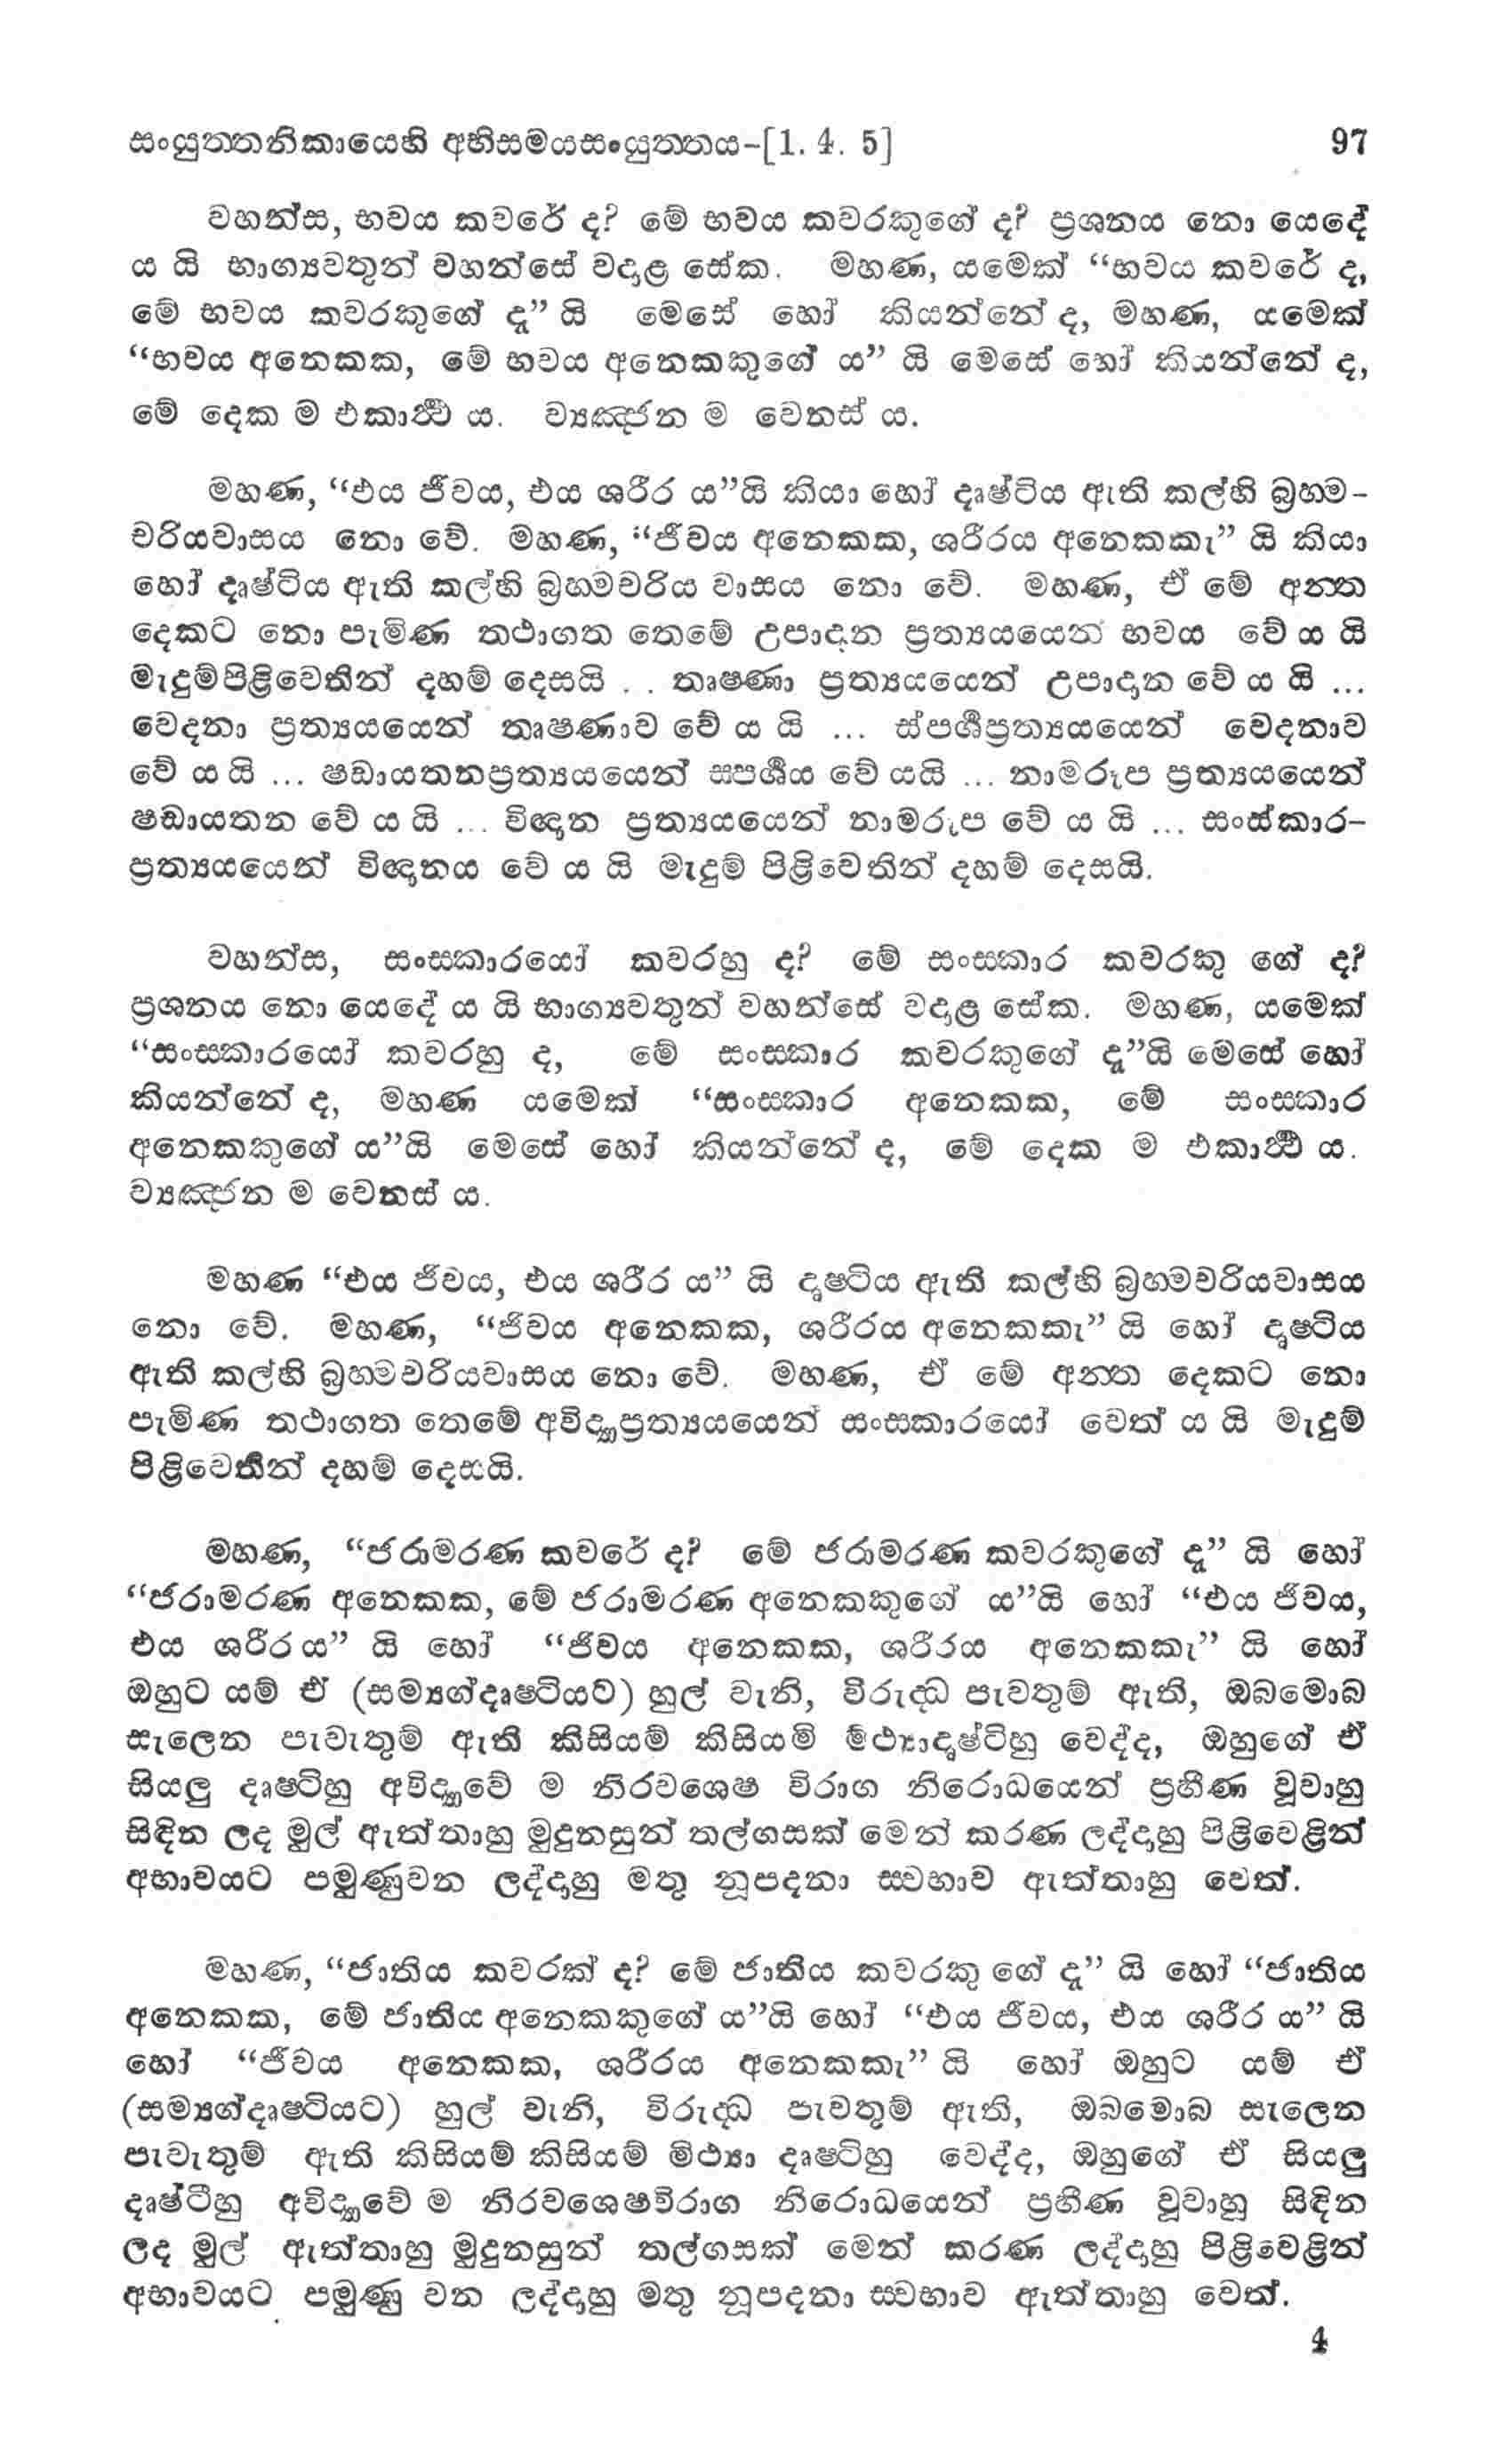 සංයුත්තනිකායෙහි අභිසමයසංයුත්තය-[1. 4. 5] 97
වහන්ස, භවය කවරේ ද? මේ භවය කවරකුගේ ද? ප්‍රශ්නය නො යෙදේ
ය යි භාග්‍යවතුන් වහන්සේ වදාළ සේක. මහණ, යමෙක් “භවය කවරේ ද,
මේ භවය කවරකුගේ දැ” යි මෙසේ හෝ කියන්නේ ද, මහණ, යමෙක්
“භවය අනෙකක, මේ භවය අනෙකකුගේ ය” යි මෙසේ හෝ කියන්නේ ද,
මේ දෙක ම එකාර්‍ථ ය. ව්‍යඤ්ජන ම වෙනස් ය.
මහණ, “එය ජීවය, එය ශරීර ය”යි කියා හෝ දෘෂ්ටිය ඇති කල්හි බ්‍රහ්ම-
චරියවාසය නො වේ. මහණ, “ජීවය අනෙකක, ශරීරය අනෙකකැ” යි කියා
හෝ දෘෂ්ටිය ඇති කල්හි බ්‍රහ්මචරිය වාසය නො වේ. මහණ, ඒ මේ අන්ත
දෙකට නො පැමිණ තථාගත තෙමේ උපාදාන ප්‍රත්‍යයයෙන් භවය වේ ය යි
මැදුම්පිළිවෙතින් දහම් දෙසයි . . තෘෂ්ණා ප්‍රත්‍යයයෙන් උපාදාන වේ ය යි ...
වෙදනා ප්‍රත්‍යයයෙන් තෘෂ්ණාව වේ ය යි ... ස්පර්‍ශප්‍රත්‍යයයෙන් වෙදනාව
වේ ය යි ... ෂඩායතනප්‍රත්‍යයයෙන් ස්පර්‍ශය වේ යයි ... නාමරූප ප්‍රත්‍යයයෙන්
ෂඩායතන වේ ය යි ... විඥාන ප්‍රත්‍යයයෙන් නාමරූප වේ ය යි ... සංස්කාර-
ප්‍රත්‍යයයෙන් විඥානය වේ ය යි මැදුම් පිළිවෙතින් දහම් දෙසයි.
වහන්ස, සංස්කාරයෝ කවරහු ද? මේ සංස්කාර කවරකු ගේ ද?
ප්‍රශ්නය නො යෙදේ ය යි භාග්‍යවතුන් වහන්සේ වදාළ සේක. මහණ, යමෙක්
“සංස්කාරයෝ කවරහු ද, මේ සංස්කාර කවරකුගේ දැ”යි මෙසේ හෝ
කියන්නේ ද, මහණ යමෙක් “සංස්කාර අනෙකක, මේ සංස්කාර
අනෙකකුගේ ය”යි මෙසේ හෝ කියන්නේ ද, මේ දෙක ම එකාර්‍ථ ය.
ව්‍යඤ්ජන ම වෙනස් ය.
මහණ “එය ජීවය, එය ශරීර ය” යි දෘෂ්ටිය ඇති කල්හි බ්‍රහ්මචරියවාසය
නො වේ. මහණ, “ජීවය අනෙකක, ශරීරය අනෙකකැ” යි හෝ දෘෂ්ටිය
ඇති කල්හි බ්‍රහ්මචරියවාසය නො වේ. මහණ, ඒ මේ අන්ත දෙකට නො
පැමිණ තථාගත තෙමේ අවිද්‍යාප්‍රත්‍යයයෙන් සංස්කාරයෝ වෙත් ය යි මැදුම්
පිළිවෙතින් දහම් දෙසයි.
මහණ, “ජරාමරණ කවරේ ද? මේ ජරාමරණ කවරකුගේ දැ” යි හෝ
“ජරාමරණ අනෙකක, මේ ජරාමරණ අනෙකකුගේ ය”යි හෝ “එය ජීවය,
එය ශරීර ය” යි හෝ “ජීවය අනෙකක, ශරීරය අනෙකකැ” යි හෝ
ඔහුට යම් ඒ (සම්‍යග්දෘෂ්ටියට) හුල් වැනි, විරුද්ධ පැවතුම් ඇති, ඔබමොබ
සැලෙන පැවැතුම් ඇති කිසියම් කිසියම් මිථ්‍යාදෘෂ්ටිහු වෙද්ද, ඔහුගේ ඒ
සියලු දෘෂ්ටිහු අවිද්‍යාවේ ම නිරවශෙෂ විරාග නිරොධයෙන් ප්‍රහීණ වූවාහු
සිඳින ලද මුල් ඇත්තාහු මුදුනසුන් තල්ගසක් මෙන් කරණ ලද්දාහු පිළිවෙළින්
අභාවයට පමුණුවන ලද්දාහු මතු නූපදනා ස්වභාව ඇත්තාහු වෙත්.
මහණ, “ජාතිය කවරක් ද? මේ ජාතිය කවරකු ගේ දැ” යි හෝ “ජාතිය
අනෙකක, මේ ජාතිය අනෙකකුගේ ය”යි හෝ “එය ජීවය, එය ශරීර ය” යි
හෝ “ජීවය අනෙකක, ශරීරය අනෙකකැ” යි හෝ ඔහුට යම් ඒ
(සම්‍යග්දෘෂ්ටියට) හුල් වැනි, විරුද්ධ පැවතුම් ඇති, ඔබමොබ සැලෙන
පැවැතුම් ඇති කිසියම් කිසියම් මිථ්‍යා දෘෂ්ටිහු වෙද්ද, ඔහුගේ ඒ සියලු
දෘෂ්ටිහු අවිද්‍යාවේ ම නිරවශෙෂවිරාග නිරොධයෙන් ප්‍රහීණ වූවාහු සිඳින
ලද මුල් ඇත්තාහු මුදුනසුන් තල්ගසක් මෙන් කරණ ලද්දාහු පිළිවෙළින්
අභාවයට පමුණු වන ලද්දාහු මතු නූපදනා ස්වභාව ඇත්තාහු වෙත්.
4